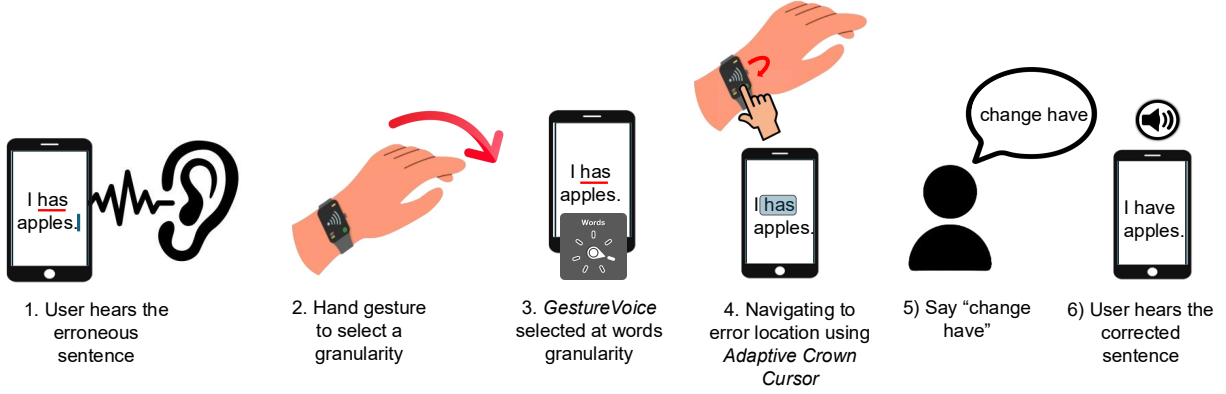 I has
apples.
1. User hears the
erroneous
sentence
2. Hand gesture
to select a
granularity
I has
apples.
Words
3. GestureVoice
selected at words
granularity
I has
apples.
4. Navigating to
error location using
Adaptive Crown
Cursor
change have
5) Say “change
have”
I have
apples.
6) User hears the
corrected
sentence